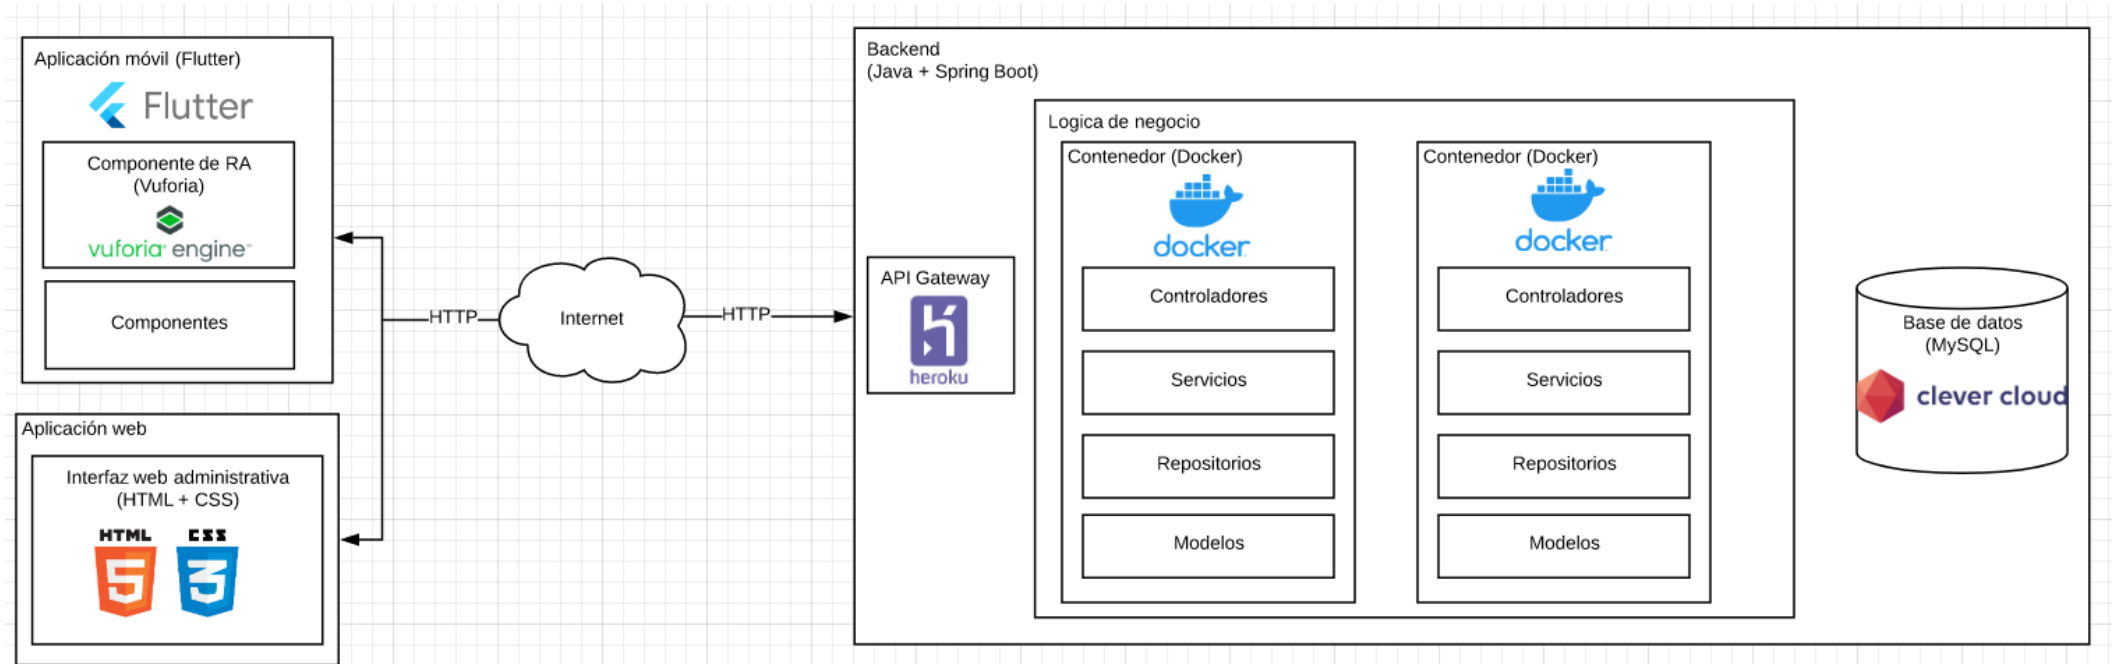 Aplicación móvil (Flutter)
Flutter
Componente de RA
(Vuforia)
vuforia engine
Componentes
Aplicación web
Interfaz web administrativa
(HTML + CSS)
HTML
5
CSS
3
HTTP
Internet
HTTP
Backend
(Java + Spring Boot)
API Gateway
heroku
Logica de negocio
Contenedor (Docker)
docker
Controladores
Servicios
Repositorios
Modelos
Contenedor (Docker)
docker
Controladores
Servicios
Repositorios
Modelos
Base de datos
(MySQL)
clever cloud